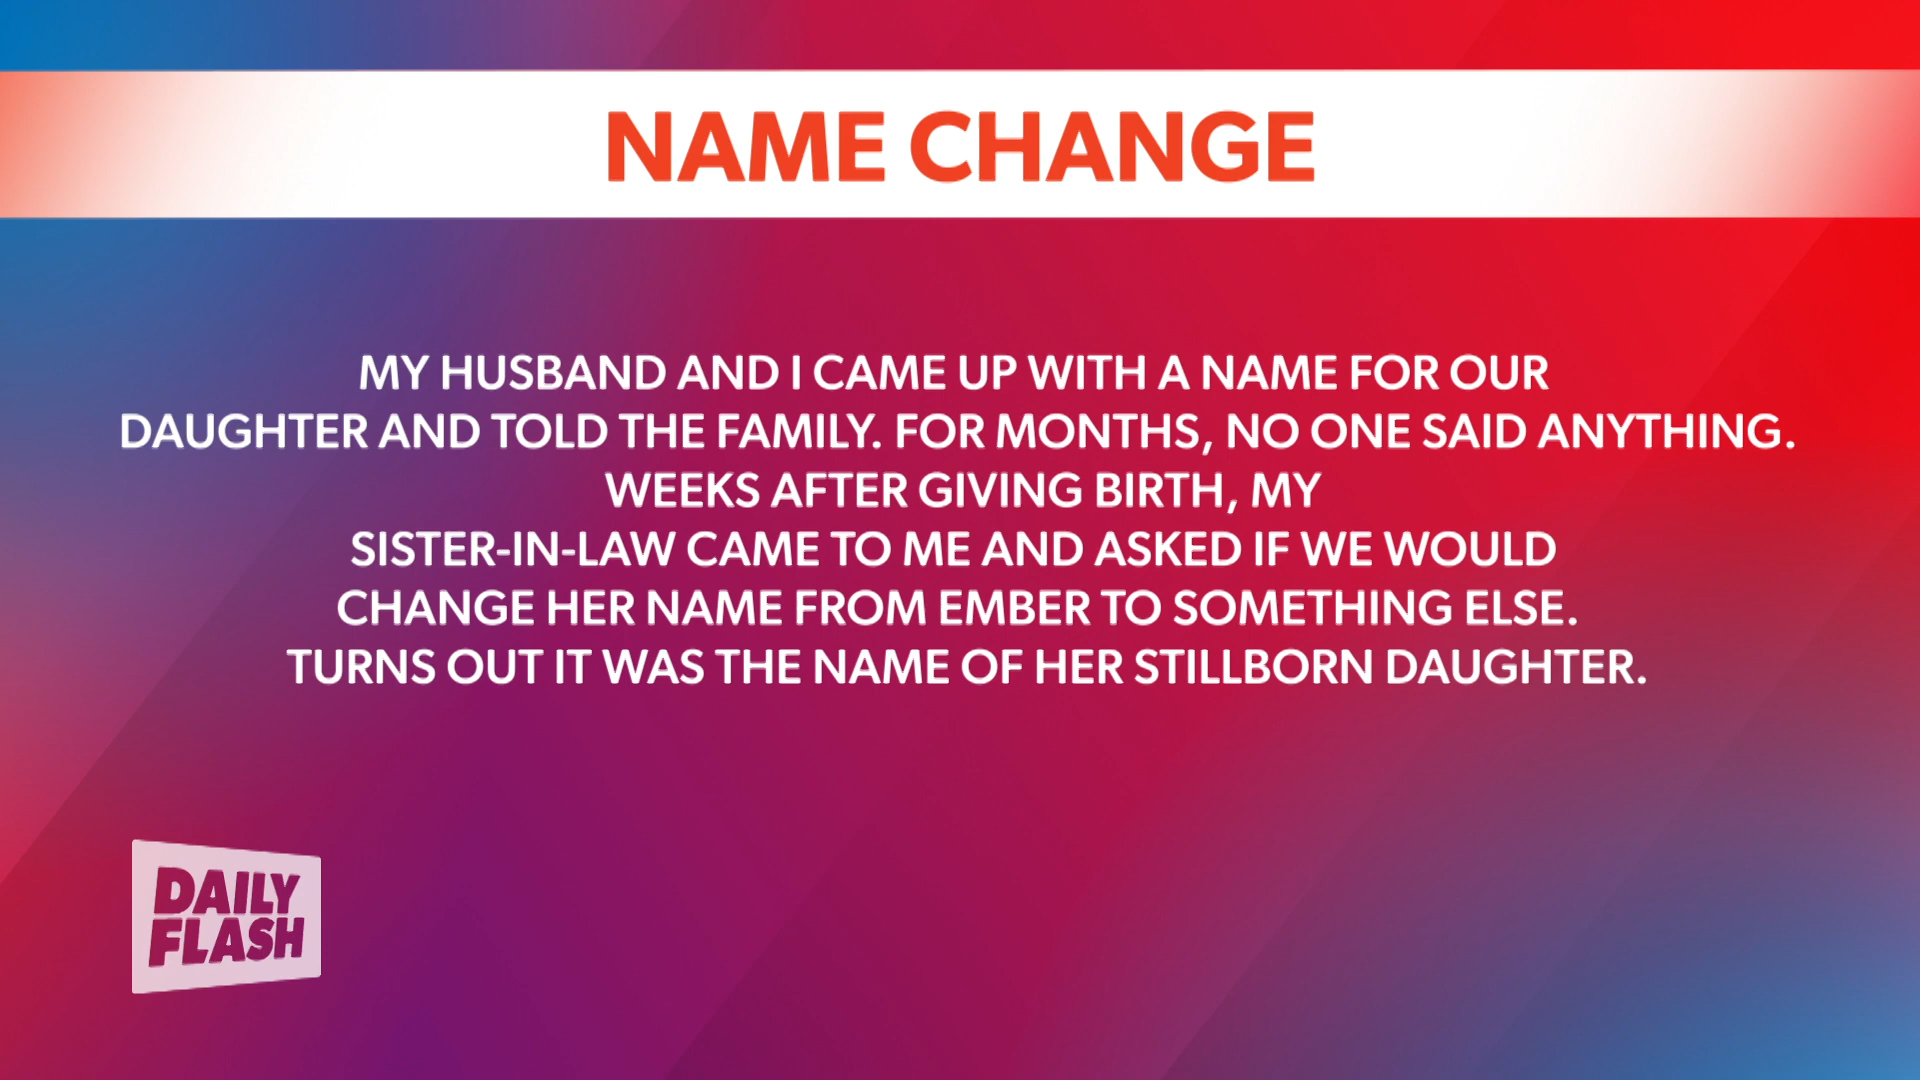 NAME CHANGE
MY HUSBAND AND I CAME UP WITH A NAME FOR OUR
DAUGHTER AND TOLD THE FAMILY. FOR MONTHS, NO ONE SAID ANYTHING.
WEEKS AFTER GIVING BIRTH, MY
SISTER-IN-LAW CAME TO ME AND ASKED IF WE WOULD
CHANGE HER NAME FROM EMBER TO SOMETHING ELSE.
TURNS OUT IT WAS THE NAME OF HER STILLBORN DAUGHTER.
DAILY
FLASH